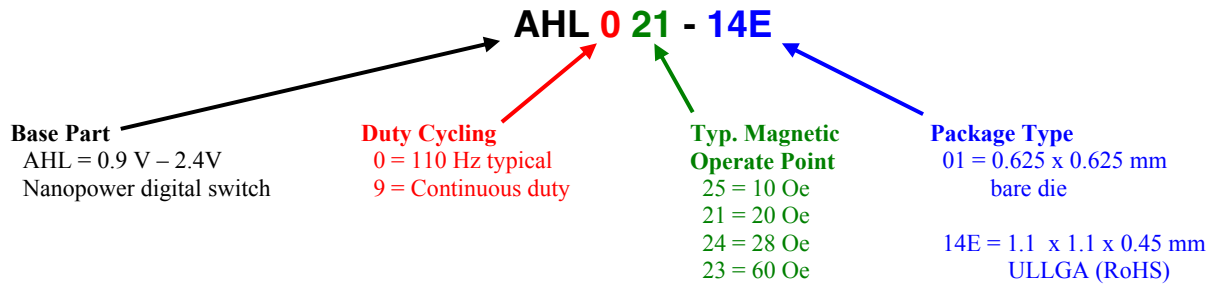 AHL 0 21 - 14E
Base Part
AHL = 0.9 V – 2.4V
Nanopower digital switch
Duty Cycling
0 = 110 Hz typical
9 = Continuous duty
Typ. Magnetic
Operate Point
25 = 10 Oe
21 = 20 Oe
24 = 28 Oe
23 = 60 Oe
Package Type
01 = 0.625 x 0.625 mm
bare die
14E = 1.1 x 1.1 x 0.45 mm
ULLGA (RoHS)